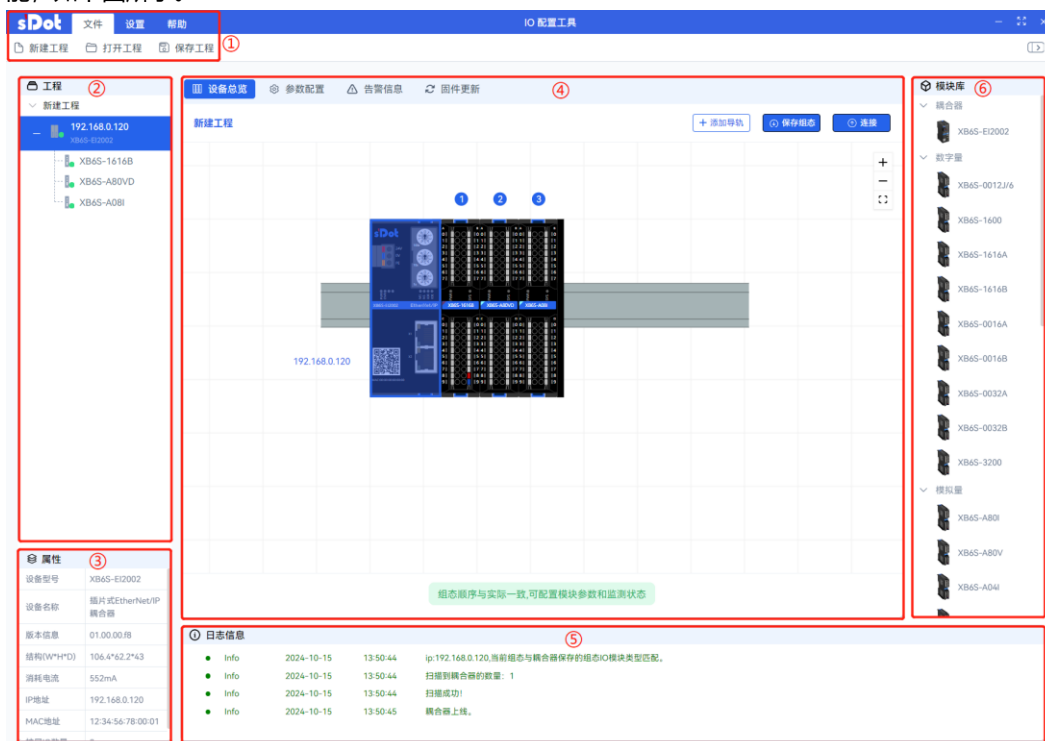 sDot 文件 设置 帮助 IO 配置工具
新建工程 打开工程 保存工程 ①
工程 ②
新建工程
192.168.0.120
XB6S-EI2002
XB6S-1616B
XB6S-A80VD
XB6S-A08I
属性 ③
设备型号 XB6S-EI2002
设备名称 插片式EtherNet/IP
耦合器
版本信息 01.00.00.f8
结构(W*H*D) 106.4*62.2*43
消耗电流 552mA
IP地址 192.168.0.120
MAC地址 12:34:56:78:00:01
设备总览 参数配置 告警信息 固件更新 ④
新建工程 + 添加导轨 保存组态 连接
1 2 3
sDot
EtherNet/IP XB6S-1616B XB6S-A80VD XB6S-A08I
192.168.0.120
组态顺序与实际一致,可配置模块参数和监测状态
日志信息 ⑤
Info 2024-10-15 13:50:44 ip:192.168.0.120,当前组态与耦合器保存的组态IO模块类型匹配。
Info 2024-10-15 13:50:44 扫描到耦合器的数量: 1
Info 2024-10-15 13:50:44 扫描成功!
Info 2024-10-15 13:50:45 耦合器上线。
模块库 ⑥
耦合器
XB6S-EI2002
数字量
XB6S-0012J/6
XB6S-1600
XB6S-1616A
XB6S-1616B
XB6S-0016A
XB6S-0016B
XB6S-0032A
XB6S-0032B
XB6S-3200
模拟量
XB6S-A80I
XB6S-A80V
XB6S-A04I